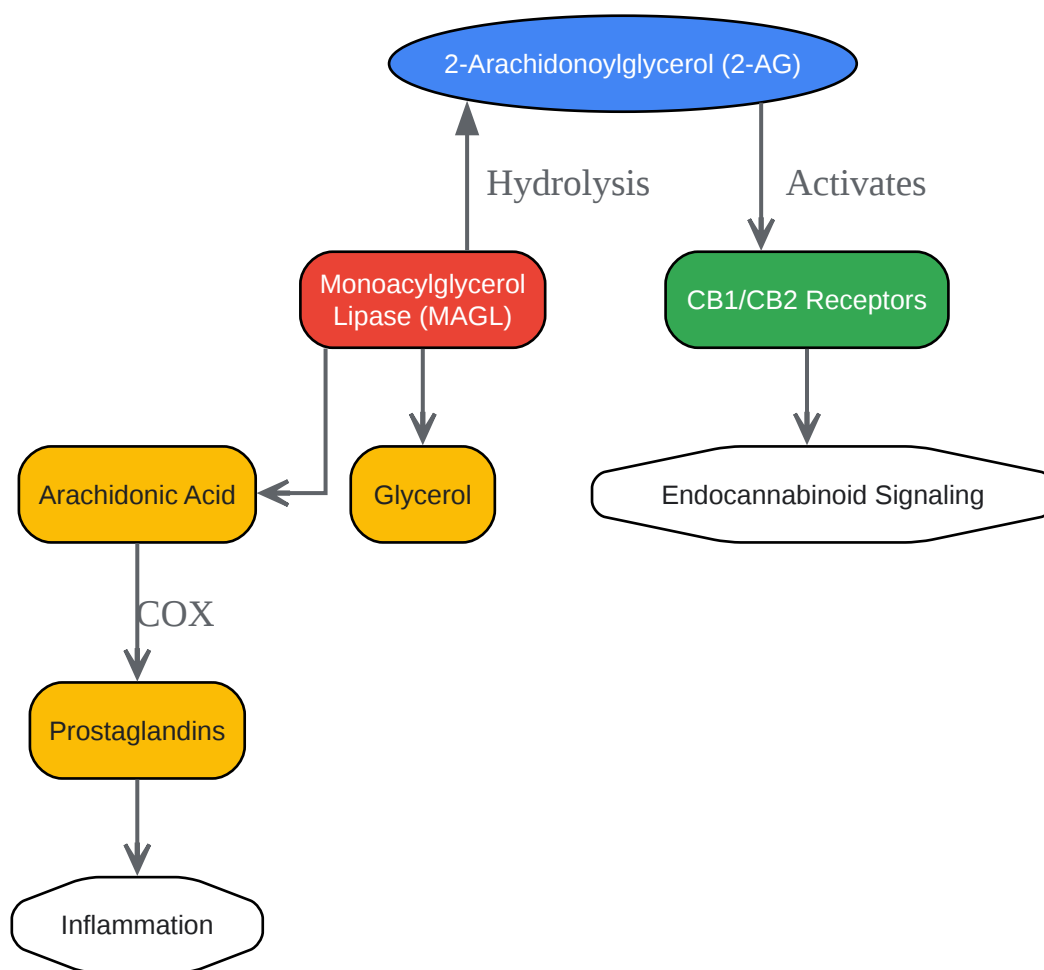 2-Arachidonoylglycerol (2-AG)
Hydrolysis
Activates
Monoacylglycerol
Lipase (MAGL)
CB1/CB2 Receptors
Arachidonic Acid
Glycerol
Endocannabinoid Signaling
COX
Prostaglandins
Inflammation